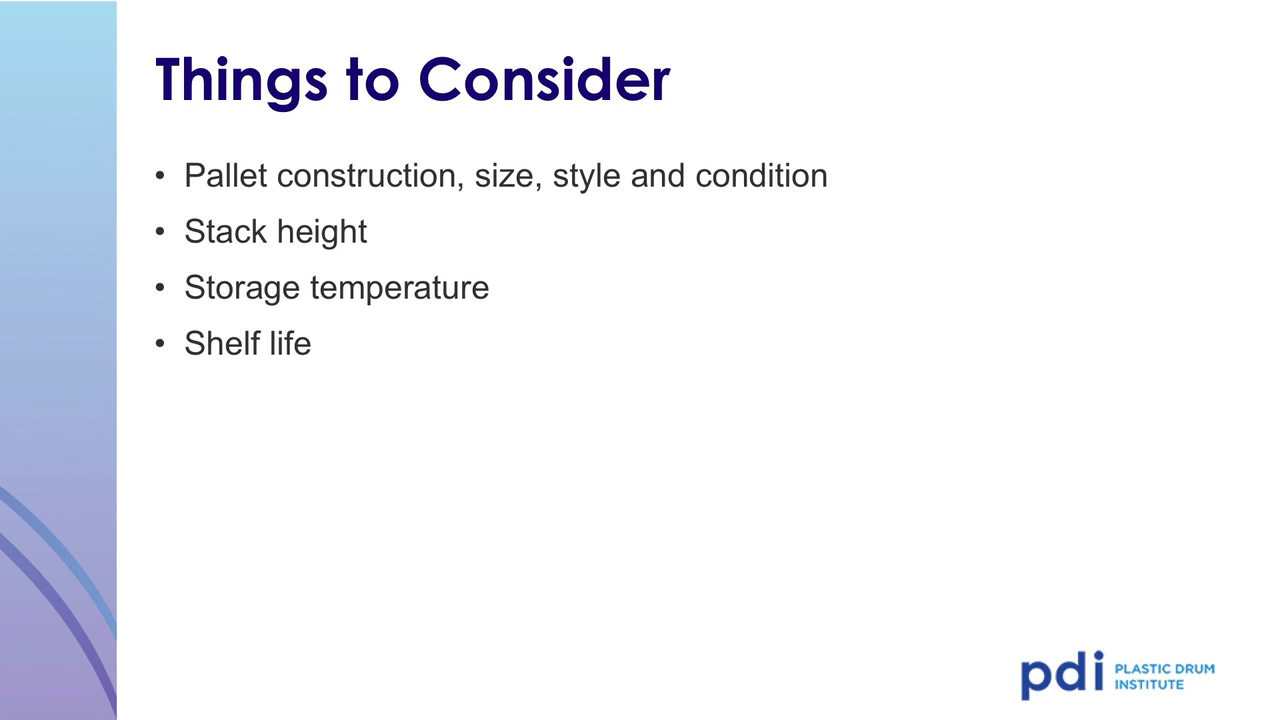 Things to Consider
• Pallet construction, size, style and condition
• Stack height
• Storage temperature
• Shelf life
pdi PLASTIC DRUM
INSTITUTE